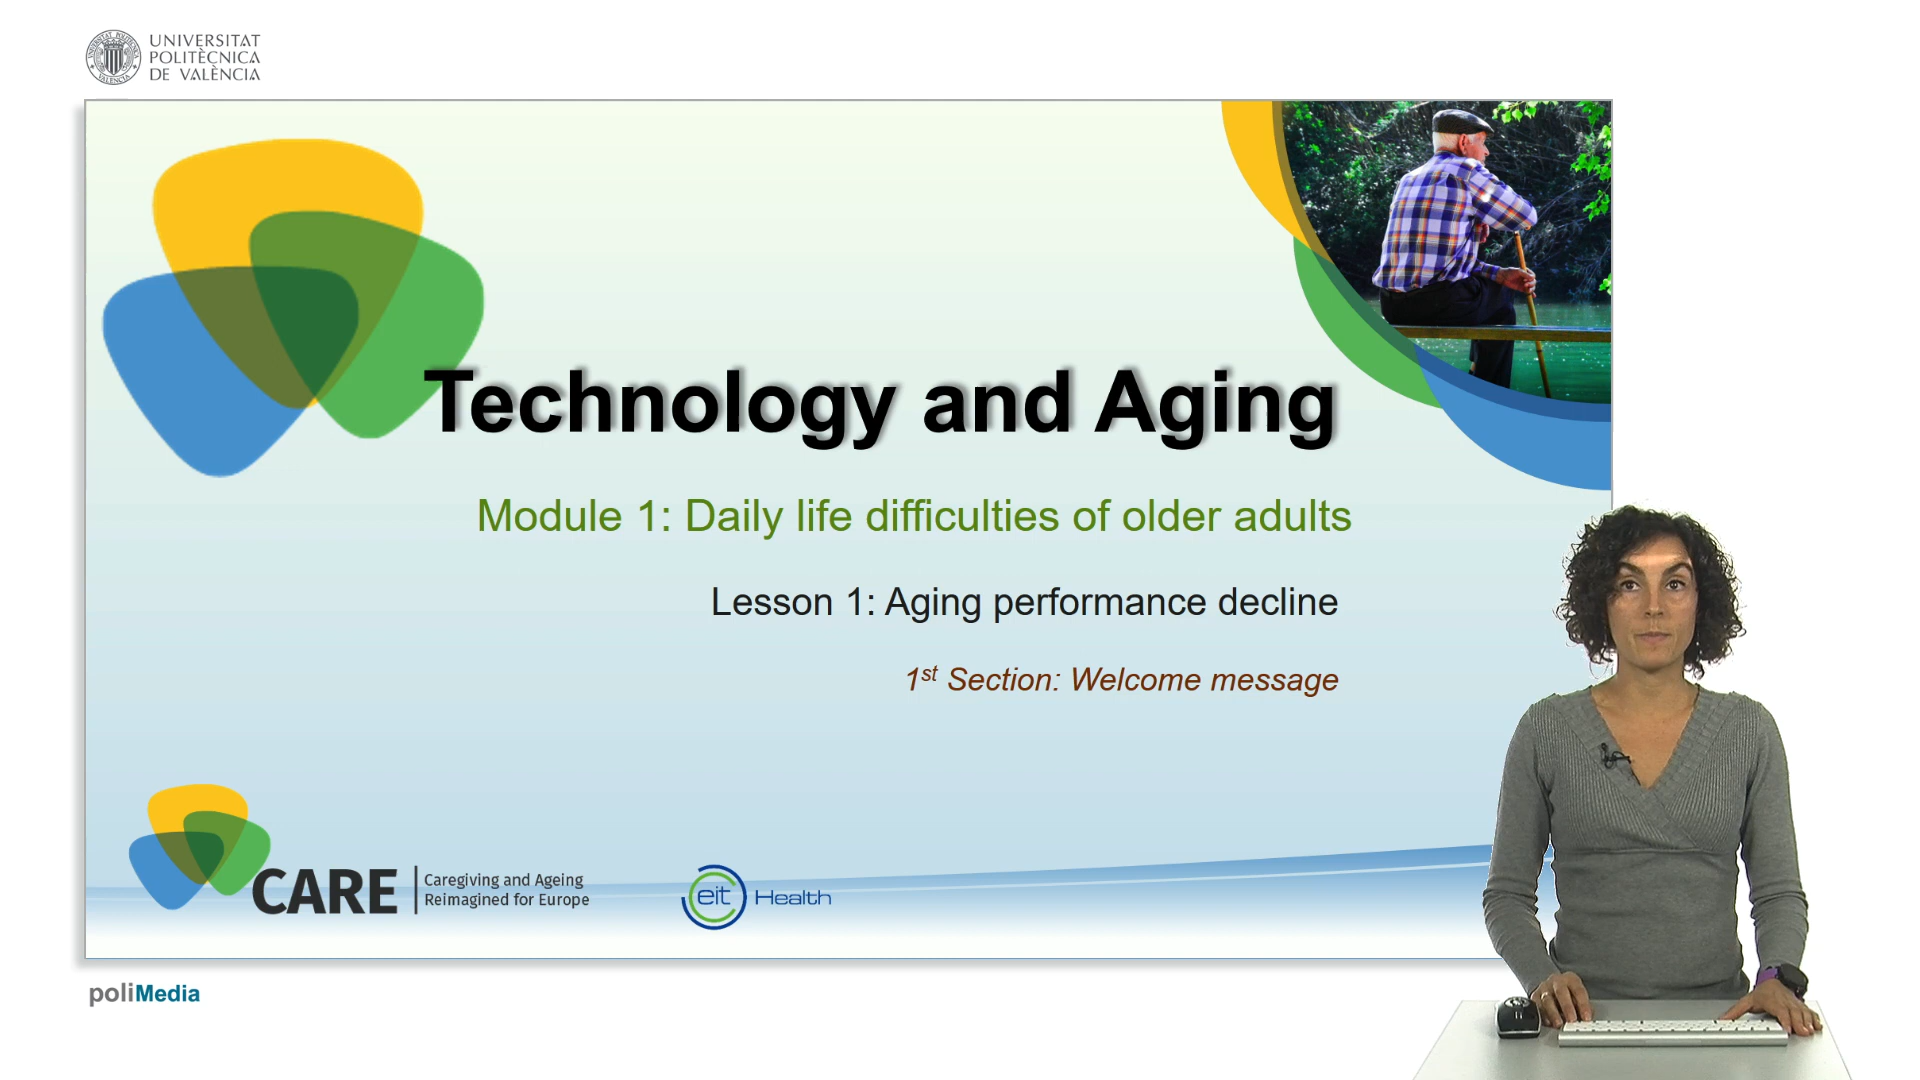 UNIVERSITAT
POLITÈCNICA
DE VALÈNCIA
Technology and Aging
Module 1: Daily life difficulties of older adults
Lesson 1: Aging performance decline
1st Section: Welcome message
CARE
Caregiving and Ageing
Reimagined for Europe
eit Health
poliMedia